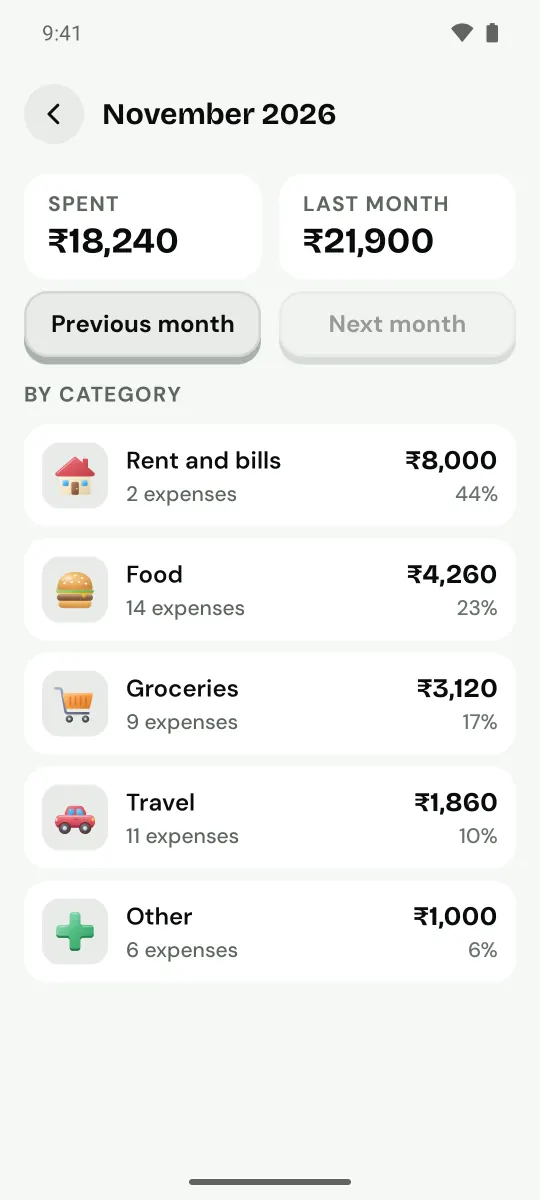 9:41
November 2026
SPENT
₹18,240
LAST MONTH
₹21,900
Previous month
Next month
BY CATEGORY
Rent and bills
₹8,000
2 expenses
44%
Food
₹4,260
14 expenses
23%
Groceries
₹3,120
9 expenses
17%
Travel
₹1,860
11 expenses
10%
Other
₹1,000
6 expenses
6%